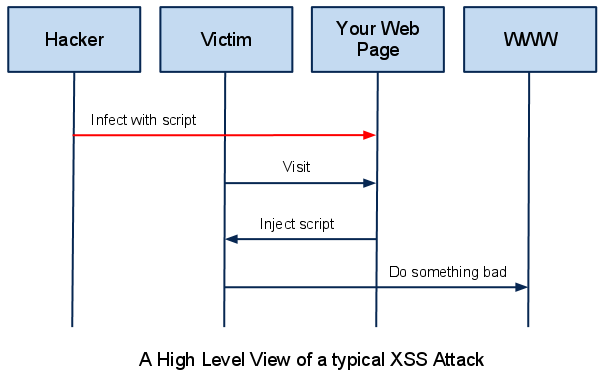 Hacker
Victim
Your Web
Page
WWW
Infect with script
Visit
Inject script
Do something bad
A High Level View of a typical XSS Attack